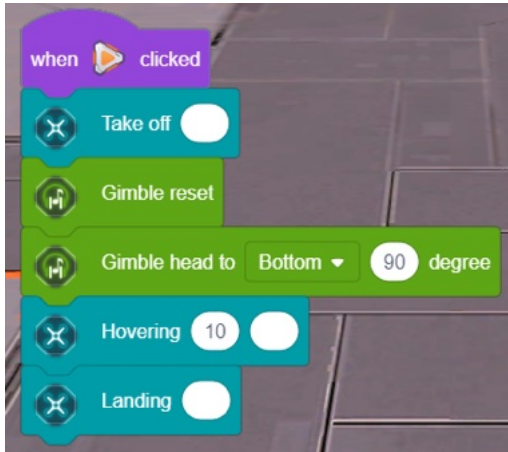 when clicked
Take off
Gimble reset
Gimble head to Bottom 90 degree
Hovering 10
Landing